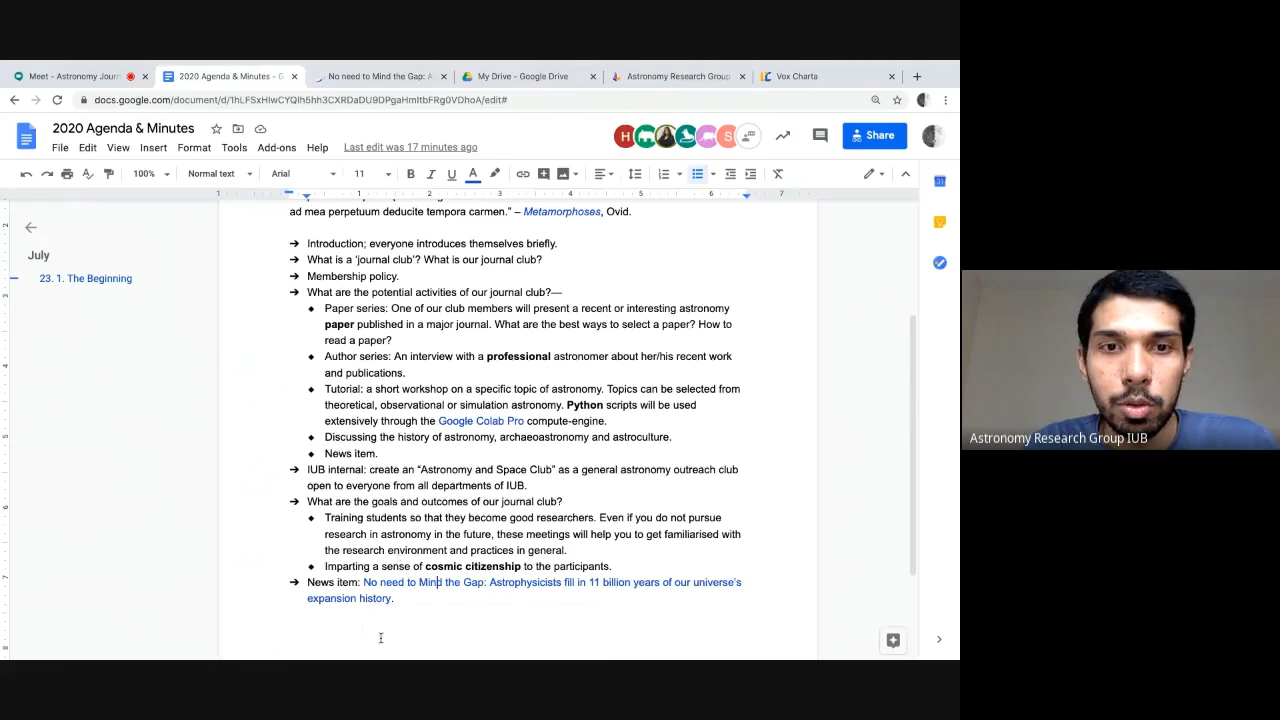 Meet - Astronomy Journ
2020 Agenda & Minutes - G
No need to Mind the Gap: A
My Drive - Google Drive
Astronomy Research Group
Vox Charta
2020 Agenda & Minutes
File Edit View Insert Format Tools Add-ons Help Last edit was 17 minutes ago
H
S
Share
100% Normal text Arial 11 B I U A
1 1 2 3 4 5 6 7
ad mea perpetuum deducite tempora carmen.” – Metamorphoses, Ovid.
July
23. 1. The Beginning
➔ Introduction; everyone introduces themselves briefly.
➔ What is a ‘journal club’? What is our journal club?
➔ Membership policy.
➔ What are the potential activities of our journal club?—
◆ Paper series: One of our club members will present a recent or interesting astronomy
paper published in a major journal. What are the best ways to select a paper? How to
read a paper?
◆ Author series: An interview with a professional astronomer about her/his recent work
and publications.
◆ Tutorial: a short workshop on a specific topic of astronomy. Topics can be selected from
theoretical, observational or simulation astronomy. Python scripts will be used
extensively through the Google Colab Pro compute-engine.
◆ Discussing the history of astronomy, archaeoastronomy and astroculture.
◆ News item.
➔ IUB internal: create an “Astronomy and Space Club” as a general astronomy outreach club
open to everyone from all departments of IUB.
➔ What are the goals and outcomes of our journal club?
◆ Training students so that they become good researchers. Even if you do not pursue
research in astronomy in the future, these meetings will help you to get familiarised with
the research environment and practices in general.
◆ Imparting a sense of cosmic citizenship to the participants.
➔ News item: No need to Mind the Gap: Astrophysicists fill in 11 billion years of our universe’s
expansion history.
Astronomy Research Group IUB